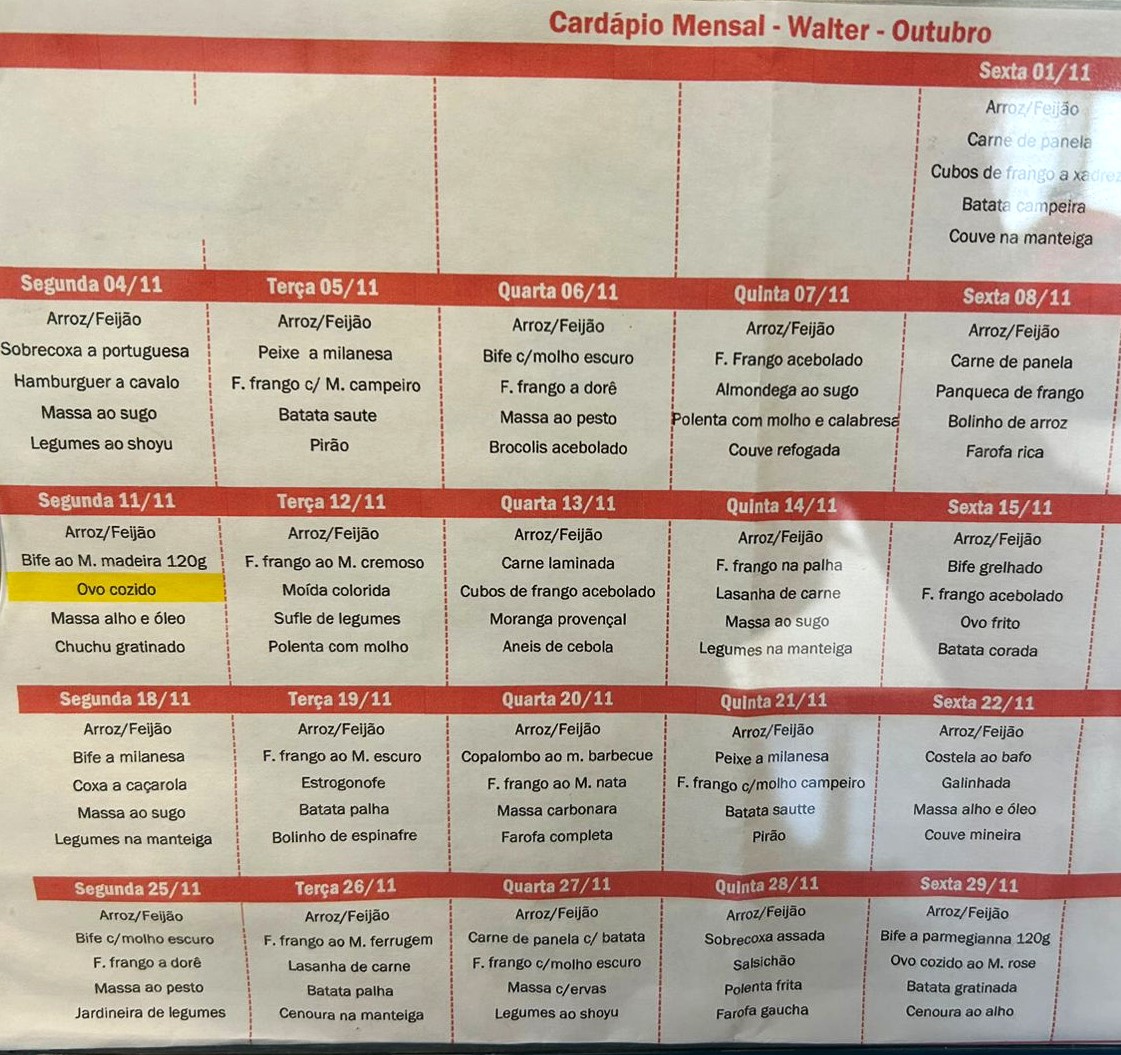 Cardápio Mensal - Walter - Outubro
Sexta 01/11
Arroz/Feijão
Carne de panela
Cubos de frango a xadrez
Batata campeira
Couve na manteiga
Segunda 04/11
Arroz/Feijão
Sobrecoxa a portuguesa
Hamburguer a cavalo
Massa ao sugo
Legumes ao shoyu
Terça 05/11
Arroz/Feijão
Peixe a milanesa
F. frango c/ M. campeiro
Batata saute
Pirão
Quarta 06/11
Arroz/Feijão
Bife c/molho escuro
F. frango a dorê
Massa ao pesto
Brocolis acebolado
Quinta 07/11
Arroz/Feijão
F. Frango acebolado
Almondega ao sugo
Polenta com molho e calabresa
Couve refogada
Sexta 08/11
Arroz/Feijão
Carne de panela
Panqueca de frango
Bolinho de arroz
Farofa rica
Segunda 11/11
Arroz/Feijão
Bife ao M. madeira 120g
Ovo cozido
Massa alho e óleo
Chuchu gratinado
Terça 12/11
Arroz/Feijão
F. frango ao M. cremoso
Moída colorida
Sufle de legumes
Polenta com molho
Quarta 13/11
Arroz/Feijão
Carne laminada
Cubos de frango acebolado
Moranga provençal
Aneis de cebola
Quinta 14/11
Arroz/Feijão
F. frango na palha
Lasanha de carne
Massa ao sugo
Legumes na manteiga
Sexta 15/11
Arroz/Feijão
Bife grelhado
F. frango acebolado
Ovo frito
Batata corada
Segunda 18/11
Arroz/Feijão
Bife a milanesa
Coxa a caçarola
Massa ao sugo
Legumes na manteiga
Terça 19/11
Arroz/Feijão
F. frango ao M. escuro
Estrogonofe
Batata palha
Bolinho de espinafre
Quarta 20/11
Arroz/Feijão
Copalombo ao m. barbecue
F. frango ao M. nata
Massa carbonara
Farofa completa
Quinta 21/11
Arroz/Feijão
Peixe a milanesa
F. frango c/molho campeiro
Batata sautte
Pirão
Sexta 22/11
Arroz/Feijão
Costela ao bafo
Galinhada
Massa alho e óleo
Couve mineira
Segunda 25/11
Arroz/Feijão
Bife c/molho escuro
F. frango a dorê
Massa ao pesto
Jardineira de legumes
Terça 26/11
Arroz/Feijão
F. frango ao M. ferrugem
Lasanha de carne
Batata palha
Cenoura na manteiga
Quarta 27/11
Arroz/Feijão
Carne de panela c/ batata
F. frango c/molho escuro
Massa c/ervas
Legumes ao shoyu
Quinta 28/11
Arroz/Feijão
Sobrecoxa assada
Salsichão
Polenta frita
Farofa gaucha
Sexta 29/11
Arroz/Feijão
Bife a parmegianna 120g
Ovo cozido ao M. rose
Batata gratinada
Cenoura ao alho